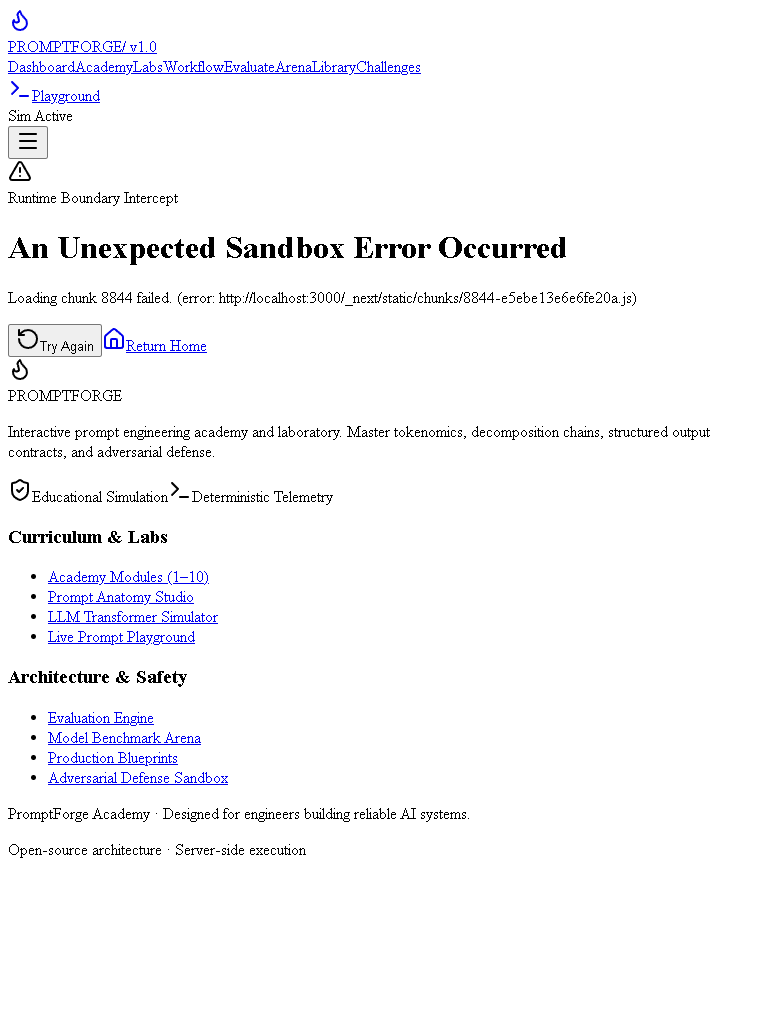 PROMPTFORGE/ v1.0
DashboardAcademyLabsWorkflowEvaluateArenaLibraryChallenges
Playground
Sim Active
Runtime Boundary Intercept
An Unexpected Sandbox Error Occurred
Loading chunk 8844 failed. (error: http://localhost:3000/_next/static/chunks/8844-e5ebe13e6e6fe20a.js)
Try Again Return Home
PROMPTFORGE
Interactive prompt engineering academy and laboratory. Master tokenomics, decomposition chains, structured output
contracts, and adversarial defense.
Educational Simulation Deterministic Telemetry
Curriculum & Labs
Academy Modules (1–10)
Prompt Anatomy Studio
LLM Transformer Simulator
Live Prompt Playground
Architecture & Safety
Evaluation Engine
Model Benchmark Arena
Production Blueprints
Adversarial Defense Sandbox
PromptForge Academy · Designed for engineers building reliable AI systems.
Open-source architecture · Server-side execution